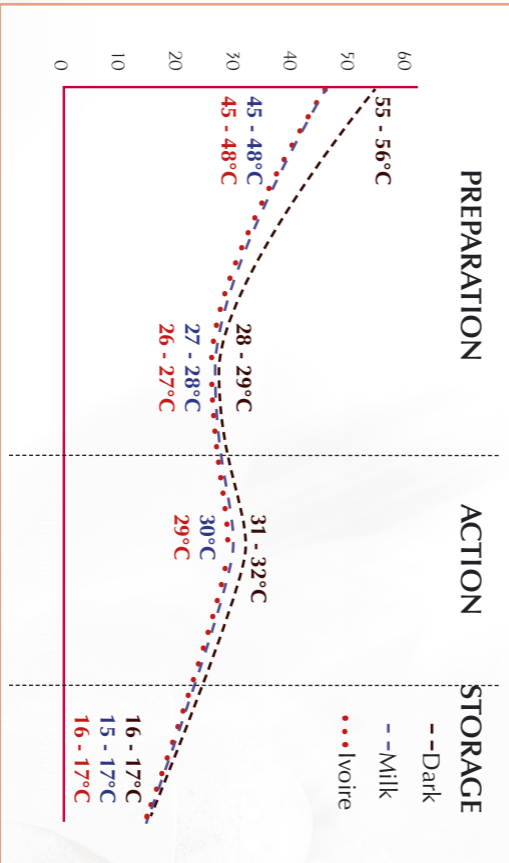 PREPARATION
ACTION
STORAGE
60
50
40
30
20
10
0
55 - 56°C
45 - 48°C
45 - 48°C
28 - 29°C
27 - 28°C
26 - 27°C
31 - 32°C
30°C
29°C
16 - 17°C
15 - 17°C
16 - 17°C
Dark
Milk
Ivoire